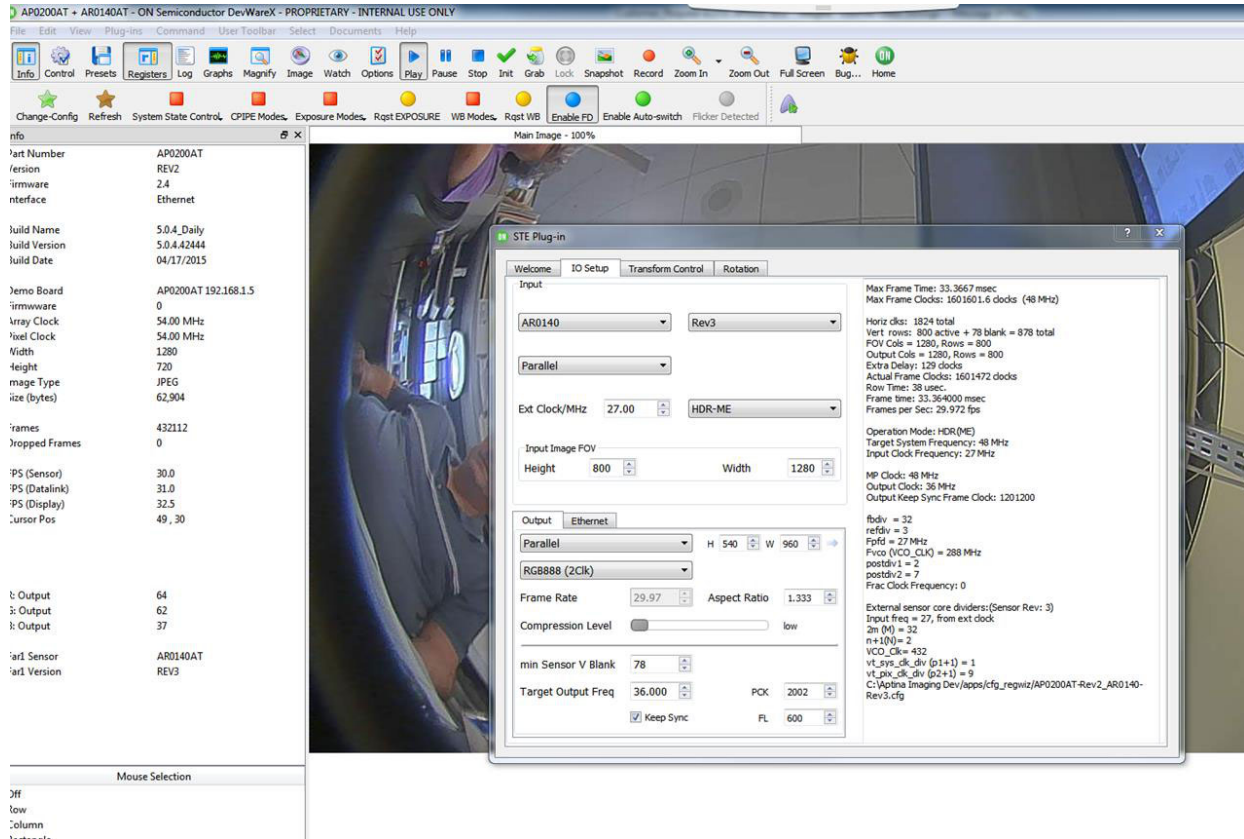 AP0200AT + AR0140AT - ON Semiconductor DevWareX - PROPRIETARY - INTERNAL USE ONLY
File Edit View Plug-ins Command User Toolbar Select Documents Help
Info Control Presets Registers Log Graphs Magnify Image Watch Options Play Pause Stop Init Grab Lock Snapshot Record Zoom In Zoom Out Full Screen Bug... Home
Change-Config Refresh System State Control CPIPE Modes Exposure Modes Rqst EXPOSURE WB Modes Rqst WB Enable FD Enable Auto-switch Flicker Detected
nfo
Main Image - 100%
Part Number AP0200AT
Version REV2
Firmware 2.4
nterface Ethernet
Build Name 5.0.4_Daily
Build Version 5.0.4.42444
Build Date 04/17/2015
Demo Board AP0200AT 192.168.1.5
Firmwware 0
Array Clock 54.00 MHz
Pixel Clock 54.00 MHz
Width 1280
Height 720
mage Type JPEG
Size (bytes) 62,904
Frames 432112
Dropped Frames 0
FPS (Sensor) 30.0
FPS (Datalink) 31.0
FPS (Display) 32.5
Cursor Pos 49 , 30
R: Output 64
G: Output 62
B: Output 37
Far1 Sensor AR0140AT
Far1 Version REV3
Mouse Selection
Off
Row
Column
STE Plug-in
Welcome IO Setup Transform Control Rotation
Input
AR0140 Rev3
Parallel
Ext Clock/MHz 27.00 HDR-ME
Input Image FOV
Height 800 Width 1280
Output Ethernet
Parallel H 540 W 960
RGB888 (2Clk)
Frame Rate 29.97 Aspect Ratio 1.333
Compression Level low
min Sensor V Blank 78
Target Output Freq 36.000 PCK 2002
Keep Sync FL 600
Max Frame Time: 33.3667 msec
Max Frame Clocks: 1601601.6 clocks (48 MHz)
Horiz clks: 1824 total
Vert rows: 800 active + 78 blank = 878 total
FOV Cols = 1280, Rows = 800
Output Cols = 1280, Rows = 800
Extra Delay: 129 clocks
Actual Frame Clocks: 1601472 clocks
Row Time: 38 usec.
Frame time: 33.364000 msec
Frames per Sec: 29.972 fps
Operation Mode: HDR(ME)
Target System Frequency: 48 MHz
Input Clock Frequency: 27 MHz
MP Clock: 48 MHz
Output Clock: 36 MHz
Output Keep Sync Frame Clock: 1201200
fbdiv = 32
refdiv = 3
Fpfd = 27 MHz
Fvco (VCO_CLK) = 288 MHz
postdiv1 = 2
postdiv2 = 7
Frac Clock Frequency: 0
External sensor core dividers:(Sensor Rev: 3)
Input freq = 27, from ext clock
2m (M) = 32
n+1(N)= 2
VCO_Clk= 432
vt_sys_clk_div (p1+1) = 1
vt_pix_clk_div (p2+1) = 9
C:\Aptina Imaging Dev/apps/cfg_regwiz/AP0200AT-Rev2_AR0140-
Rev3.cfg